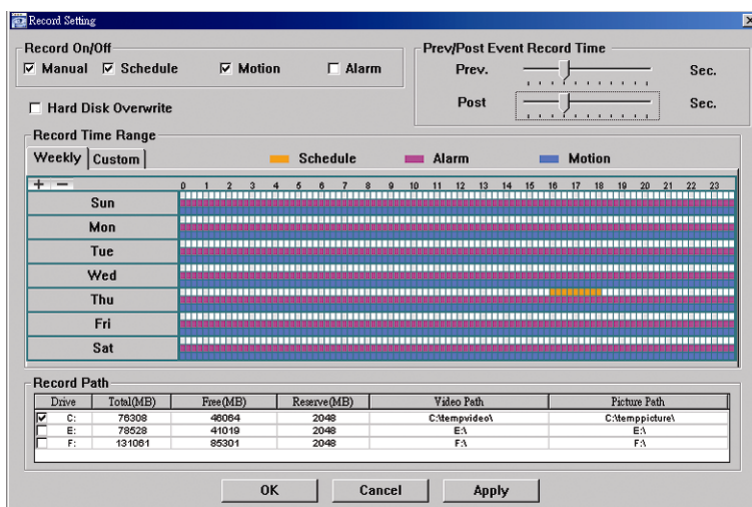 Record Setting
Record On/Off
Manual Schedule Motion Alarm
Prev/Post Event Record Time
Prev. Sec.
Post Sec.
Hard Disk Overwrite
Record Time Range
Weekly Custom
Schedule Alarm Motion
+ − 0 1 2 3 4 5 6 7 8 9 10 11 12 13 14 15 16 17 18 19 20 21 22 23
Sun
Mon
Tue
Wed
Thu
Fri
Sat
Record Path
Drive Total(MB) Free(MB) Reserve(MB) Video Path Picture Path
C: 76308 46064 2048 C:\tempvideo\ C:\temppicture\
E: 78528 41019 2048 E:\ E:\
F: 131061 85301 2048 F:\ F:\
OK Cancel Apply